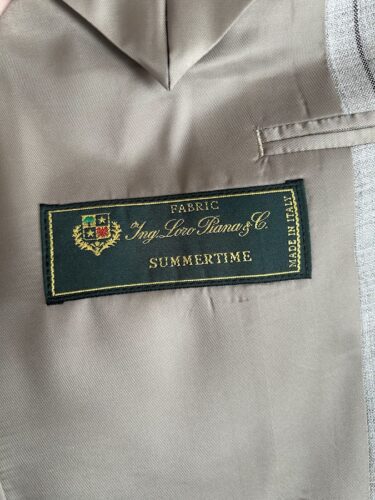 FABRIC
Ing. Loro Piana & C.
SUMMERTIME
MADE IN ITALY